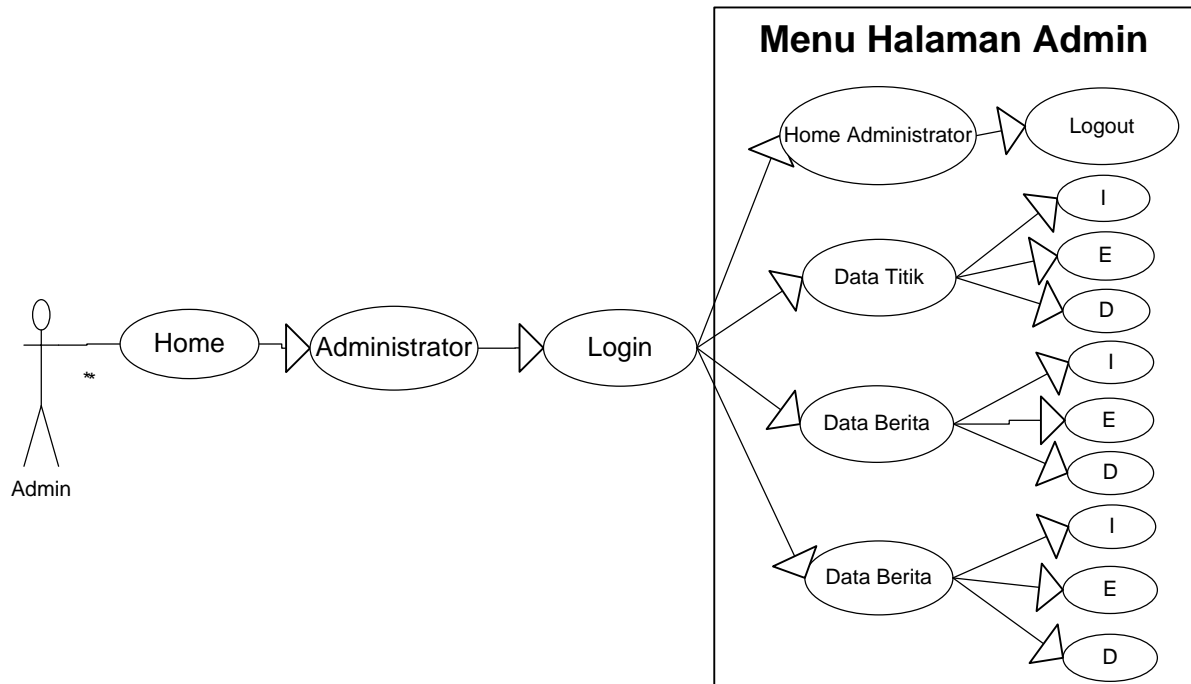 Menu Halaman Admin
Home Administrator
Logout
I
Data Titik
E
D
Home
Administrator
Login
**
Admin
I
Data Berita
E
D
I
Data Berita
E
D